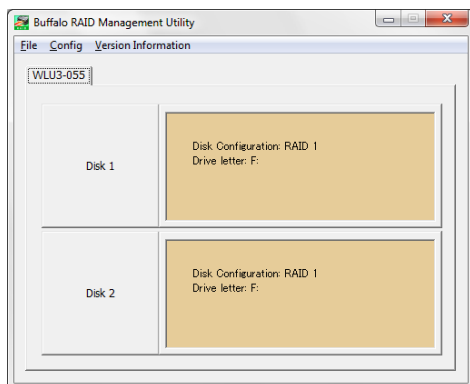 Buffalo RAID Management Utility
File Config Version Information
WLU3-055
Disk 1
Disk Configuration: RAID 1
Drive letter: F:
Disk 2
Disk Configuration: RAID 1
Drive letter: F: